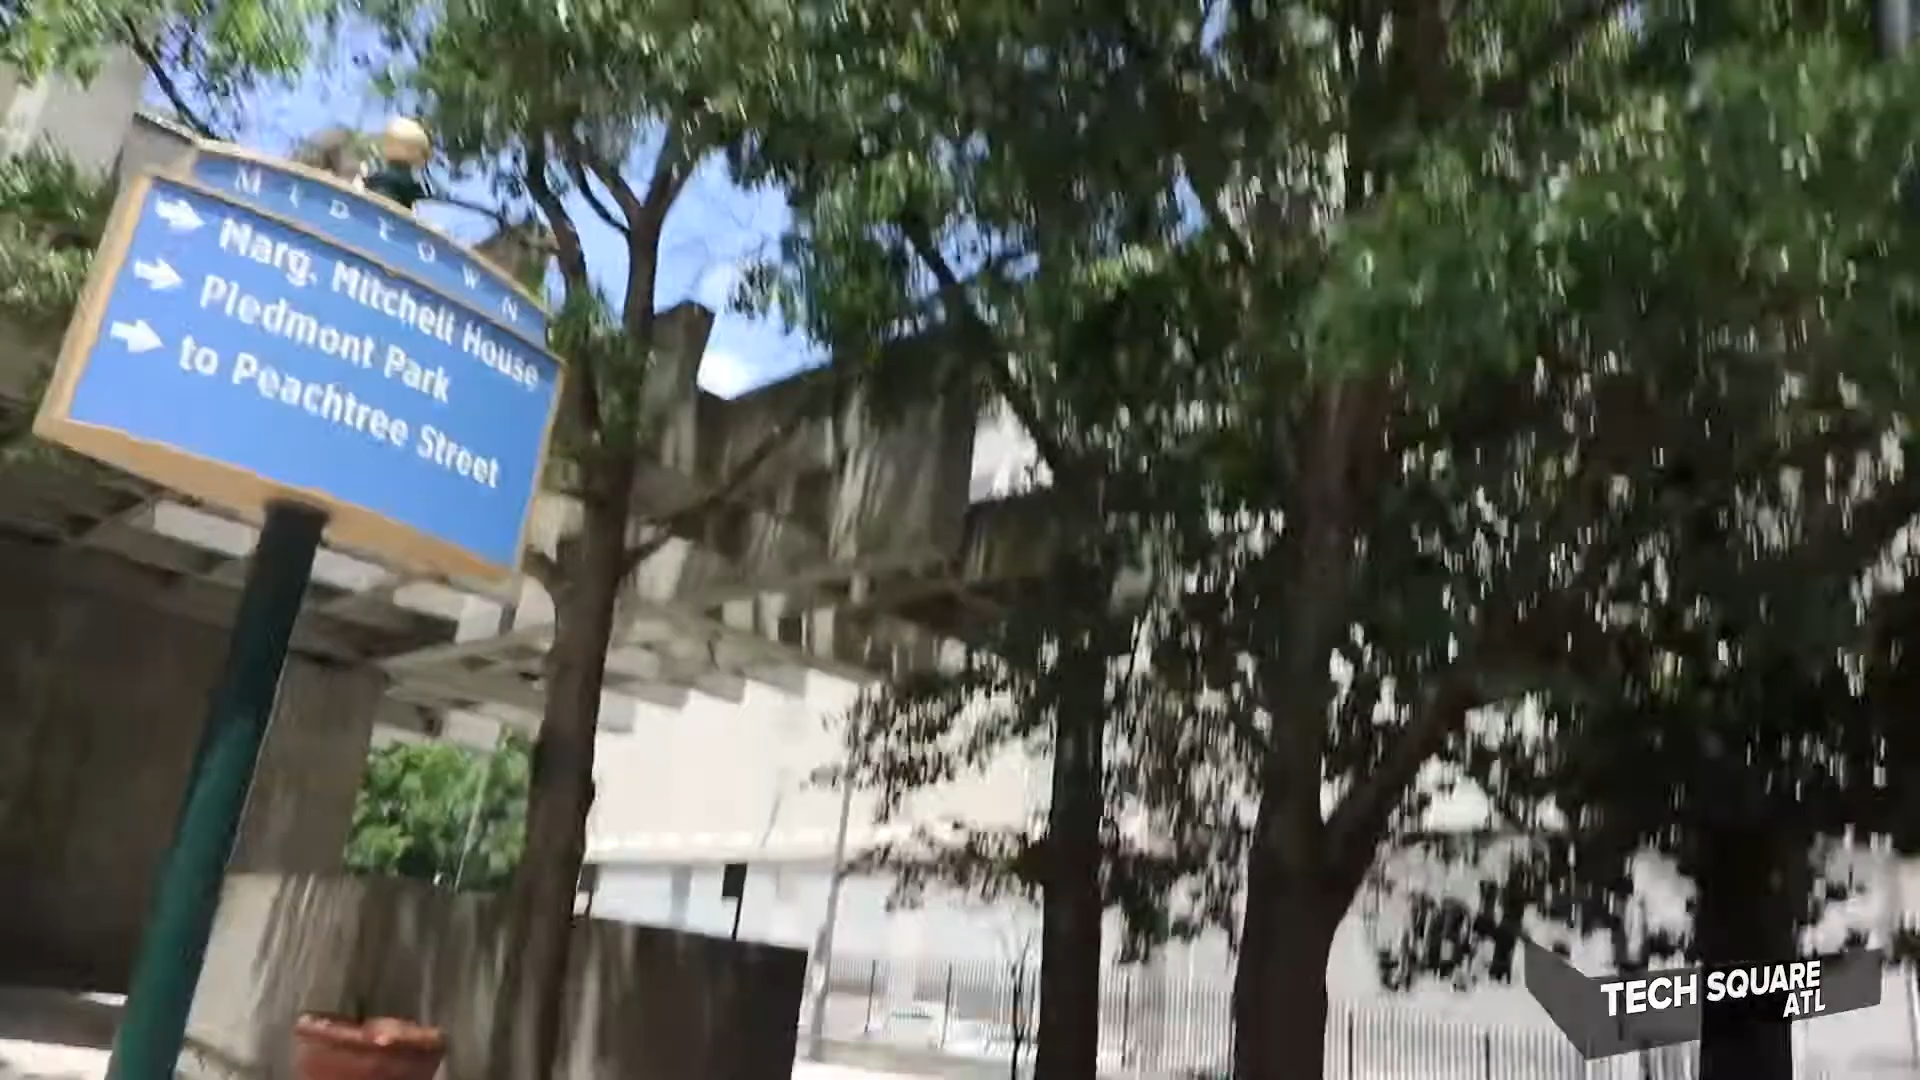 MIDTOWN
Marg. Mitchell House
Piedmont Park
to Peachtree Street
TECH SQUARE
ATL